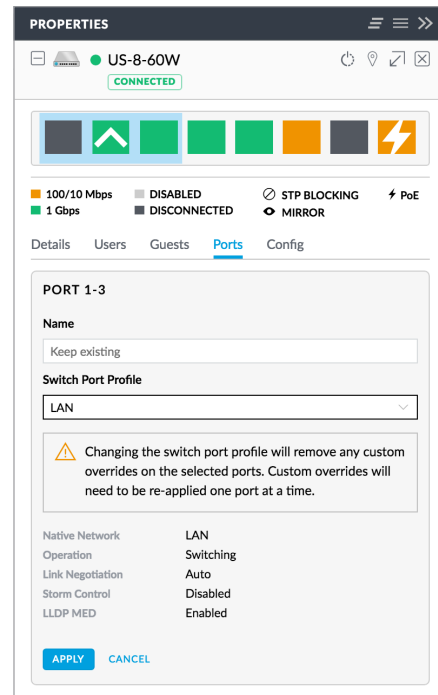 PROPERTIES
US-8-60W
CONNECTED
100/10 Mbps DISABLED STP BLOCKING PoE
1 Gbps DISCONNECTED MIRROR
Details Users Guests Ports Config
PORT 1-3
Name
Keep existing
Switch Port Profile
LAN
Changing the switch port profile will remove any custom
overrides on the selected ports. Custom overrides will
need to be re-applied one port at a time.
Native Network LAN
Operation Switching
Link Negotiation Auto
Storm Control Disabled
LLDP MED Enabled
APPLY CANCEL